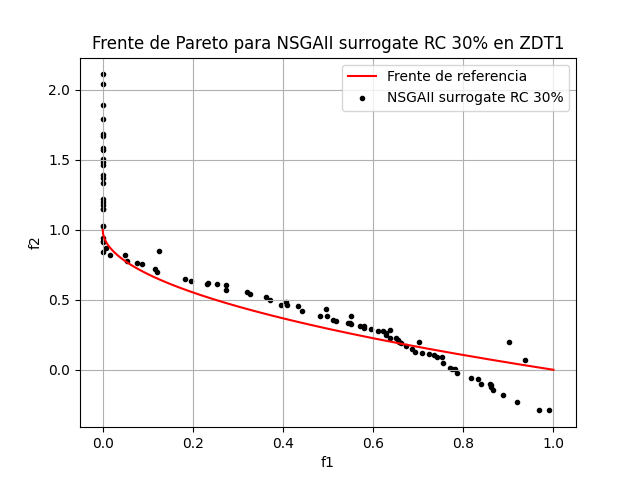 Frente de Pareto para NSGAII surrogate RC 30% en ZDT1
Frente de referencia
NSGAII surrogate RC 30%
2.0
1.5
1.0
0.5
0.0
f2
0.0 0.2 0.4 0.6 0.8 1.0
f1